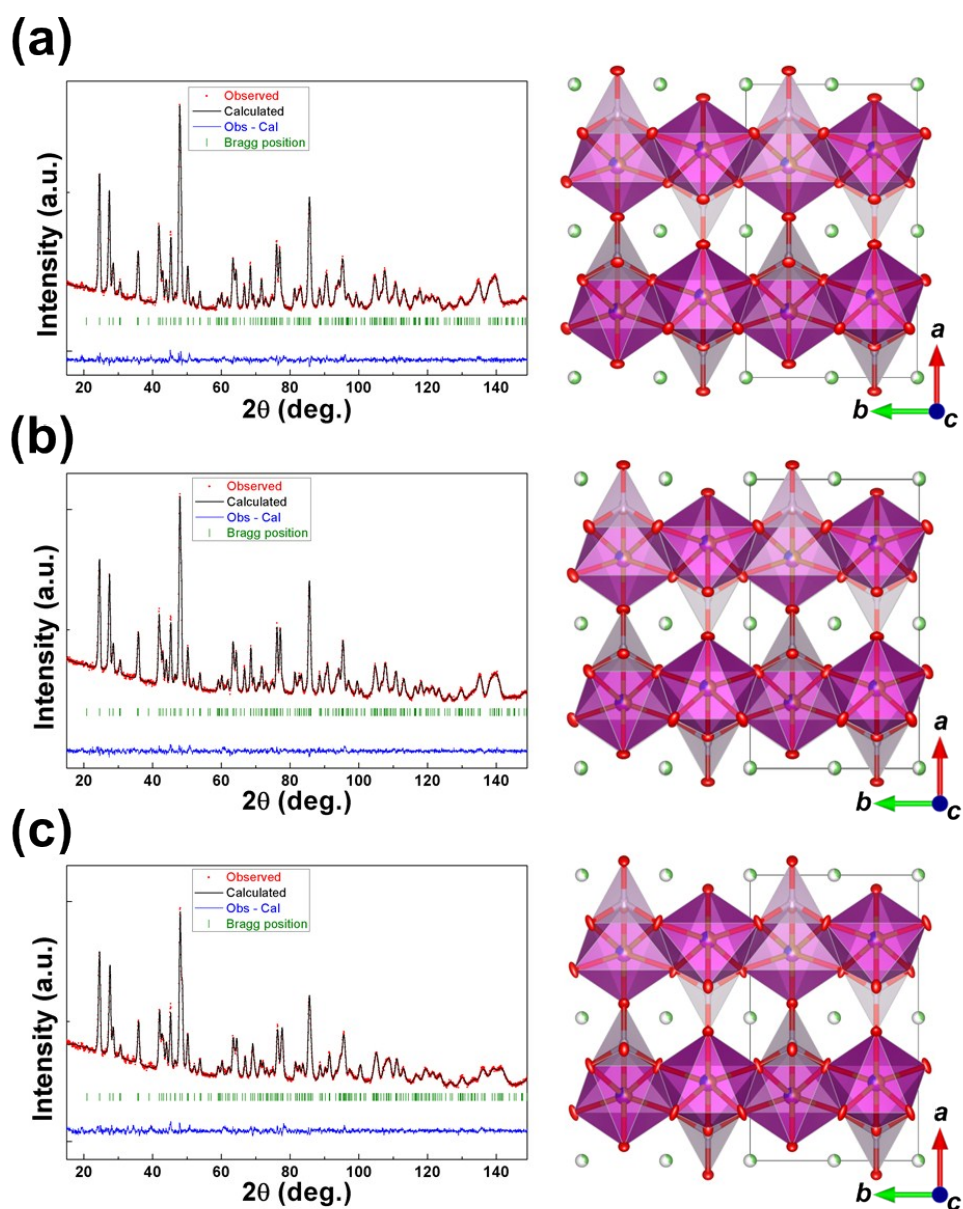 (a)
Intensity (a.u.)
Observed
Calculated
Obs - Cal
Bragg position
20 40 60 80 100 120 140
2θ (deg.)
a
b
c
(b)
Intensity (a.u.)
Observed
Calculated
Obs - Cal
Bragg position
20 40 60 80 100 120 140
2θ (deg.)
a
b
c
(c)
Intensity (a.u.)
Observed
Calculated
Obs - Cal
Bragg position
20 40 60 80 100 120 140
2θ (deg.)
a
b
c